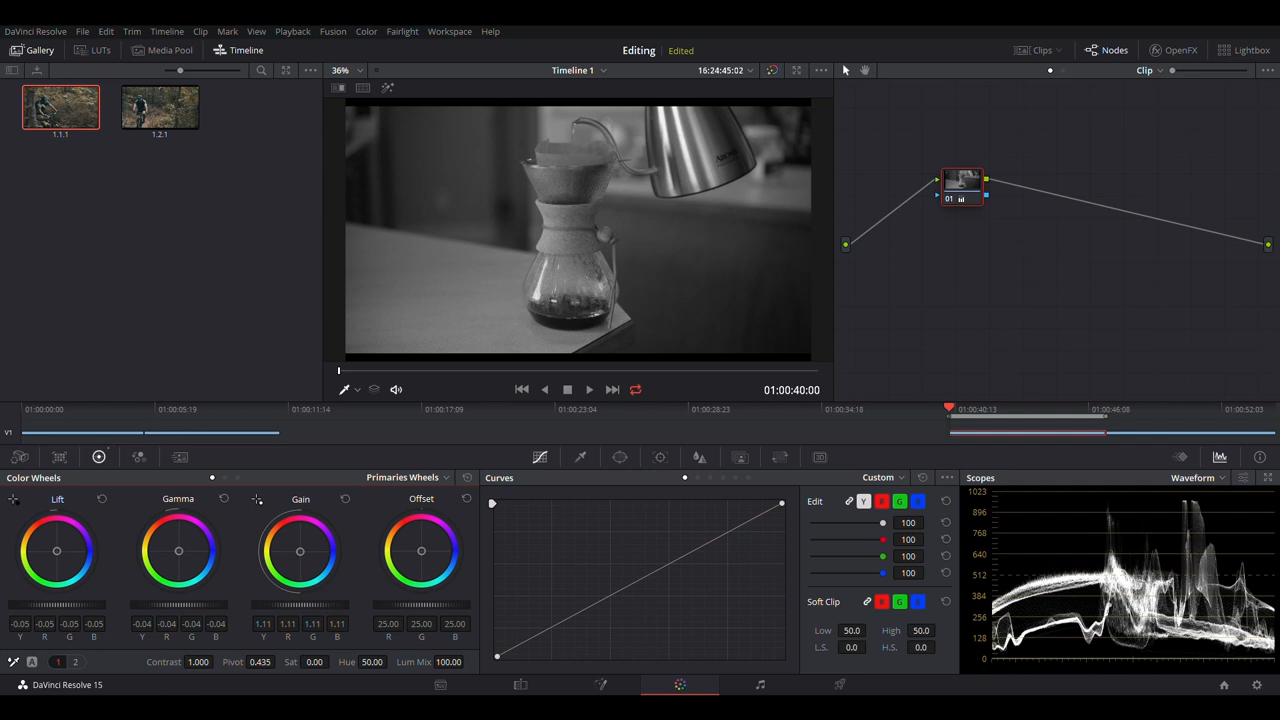 DaVinci Resolve File Edit Trim Timeline Clip Mark View Playback Fusion Color Fairlight Workspace Help
Gallery LUTs Media Pool Timeline Editing Edited Clips Nodes OpenFX Lightbox
36% Timeline 1 16:24:45:02 Clip
1.1.1 1.2.1
01
01:00:40:00
01:00:00:00 01:00:05:19 01:00:11:14 01:00:17:09 01:00:23:04 01:00:28:23 01:00:34:18 01:00:40:13 01:00:46:08 01:00:52:03
V1
Color Wheels Primaries Wheels Curves Custom Scopes Waveform
Lift Gamma Gain Offset
-0.05 -0.05 -0.05 -0.05 -0.04 -0.04 -0.04 -0.04 1.11 1.11 1.11 1.11 25.00 25.00 25.00
Y R G B Y R G B Y R G B R G B
A 1 2 Contrast 1.000 Pivot 0.435 Sat 0.00 Hue 50.00 Lum Mix 100.00
Edit Y R G B
100
100
100
100
Soft Clip R G B
Low 50.0 High 50.0
L.S. 0.0 H.S. 0.0
1023
896
768
640
512
384
256
128
0
DaVinci Resolve 15